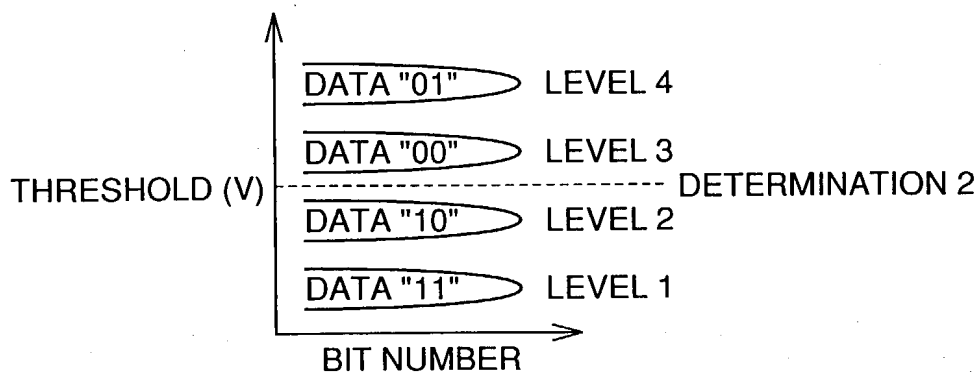 DATA "01" LEVEL 4
DATA "00" LEVEL 3
THRESHOLD (V) DETERMINATION 2
DATA "10" LEVEL 2
DATA "11" LEVEL 1
BIT NUMBER